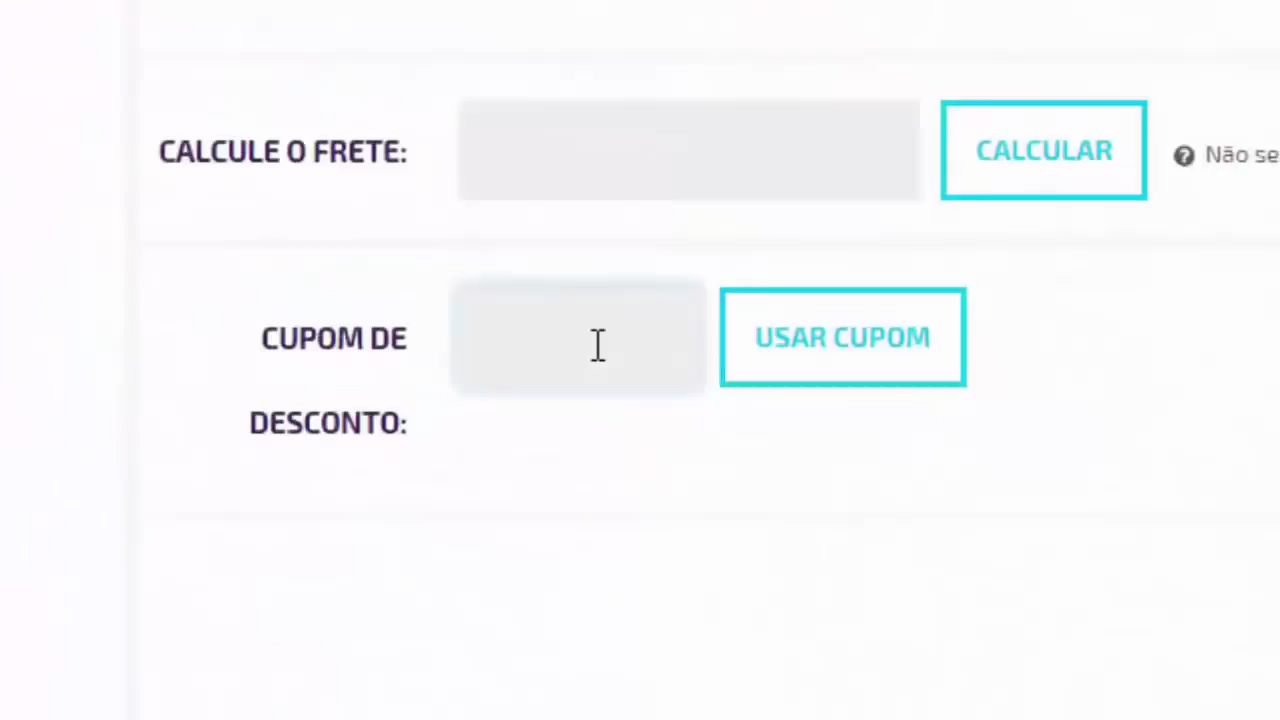 CALCULE O FRETE:
CALCULAR
Não se
CUPOM DE
DESCONTO:
USAR CUPOM